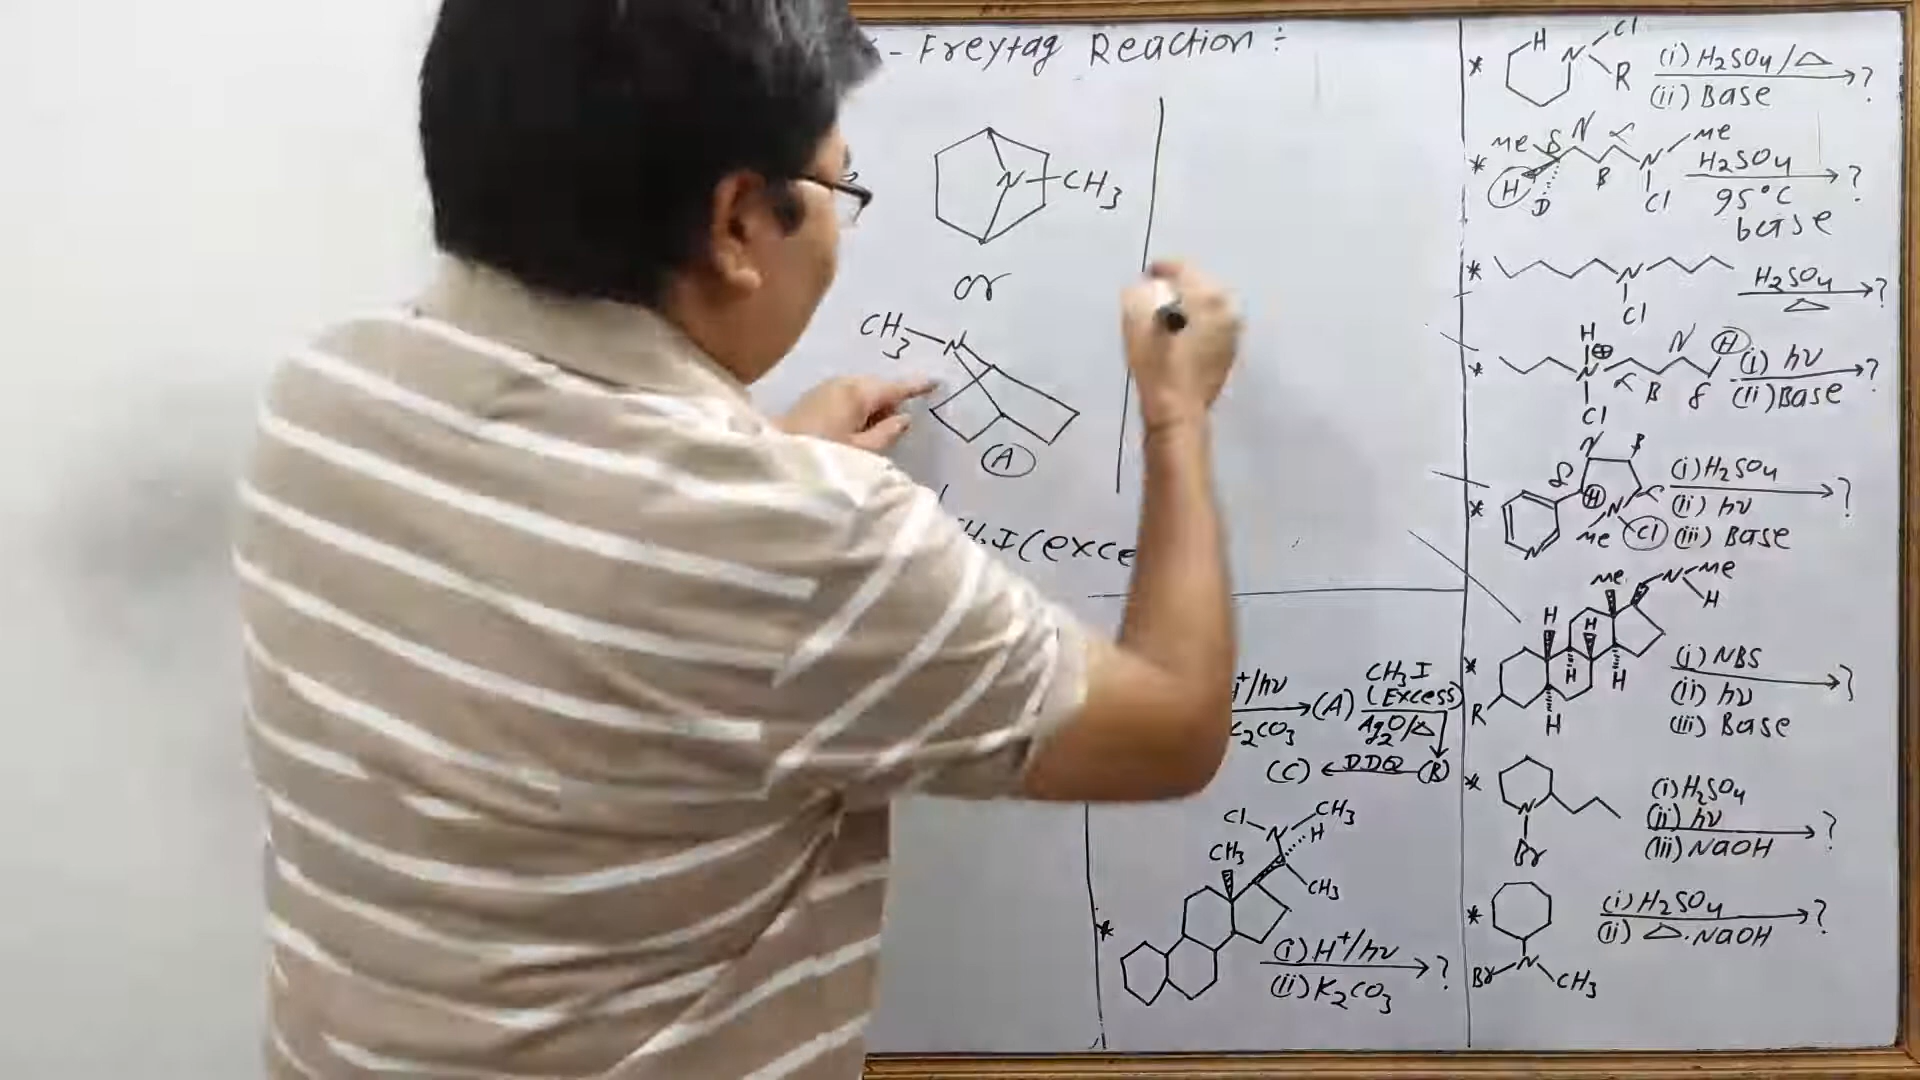 - Freytag Reaction :
N-CH3
or
CH3-N
A
CH3I (exce
(i) H+/hν
K2CO3
(A)
CH3I
(Excess)
Ag2O/△
(B)
DDQ
(C)
Cl N CH3
H
CH3
CH3
*
(i) H+/hν
(ii) K2CO3
?
* H N Cl
R
(i) H2SO4/△
(ii) Base
?
* Me δ γ α N Me
H D β Cl
H2SO4
95°C
base
?
* N
Cl
H2SO4
△
?
* H
N ⊕ α β γ δ H
Cl
(i) hν
(ii) Base
?
* γ β
δ H α
N N
Me Cl
(i) H2SO4
(ii) hν
(iii) Base
?
* Me N Me
H
H H
H H
R H
(i) NBS
(ii) hν
(iii) Base
?
* N
Br
(i) H2SO4
(ii) hν
(iii) NaOH
?
* Br N CH3
(i) H2SO4
(ii) △.NaOH
?